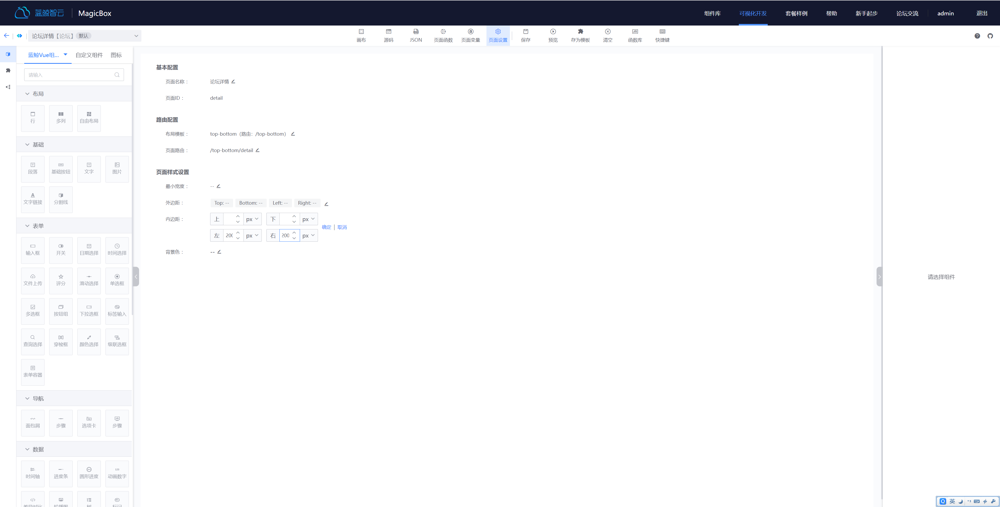 蓝鲸智云 MagicBox 组件库 可视化开发 套餐样例 帮助 新手起步 论坛交流 admin 退出
论坛详情【论坛】 默认
画布 源码 JSON 页面函数 页面变量 页面设置 保存 预览 存为模板 清空 函数库 快捷键
蓝鲸Vue组... 自定义组件 图标
请输入
布局
行 多列 自由布局
基础
段落 基础按钮 文字 图片
文字链接 分割线
表单
输入框 开关 日期选择 时间选择
文件上传 评分 滑动选择 单选框
多选框 按钮组 下拉选框 标签输入
查询选择 穿梭框 颜色选择 级联选框
表单容器
导航
面包屑 步骤 选项卡 步骤
数据
时间轴 进度条 圆形进度 动画数字
差异对比 轮播图 树 标记
基本配置
页面名称： 论坛详情
页面ID： detail
路由配置
布局模板： top-bottom（路由：/top-bottom）
页面路由： /top-bottom/detail
页面样式设置
最小宽度： --
外边距： Top: -- Bottom: -- Left: -- Right: --
内边距： 上 px 下 px
左 200 px 右 200 px
确定 | 取消
背景色： --
请选择组件
英